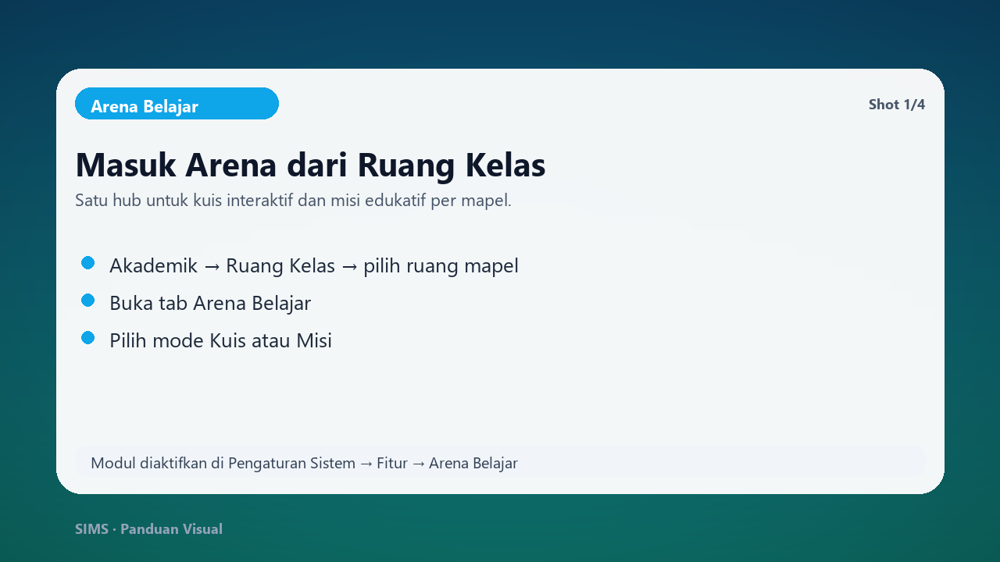 Arena Belajar
Shot 1/4
Masuk Arena dari Ruang Kelas
Satu hub untuk kuis interaktif dan misi edukatif per mapel.
Akademik → Ruang Kelas → pilih ruang mapel
Buka tab Arena Belajar
Pilih mode Kuis atau Misi
Modul diaktifkan di Pengaturan Sistem → Fitur → Arena Belajar
SIMS · Panduan Visual